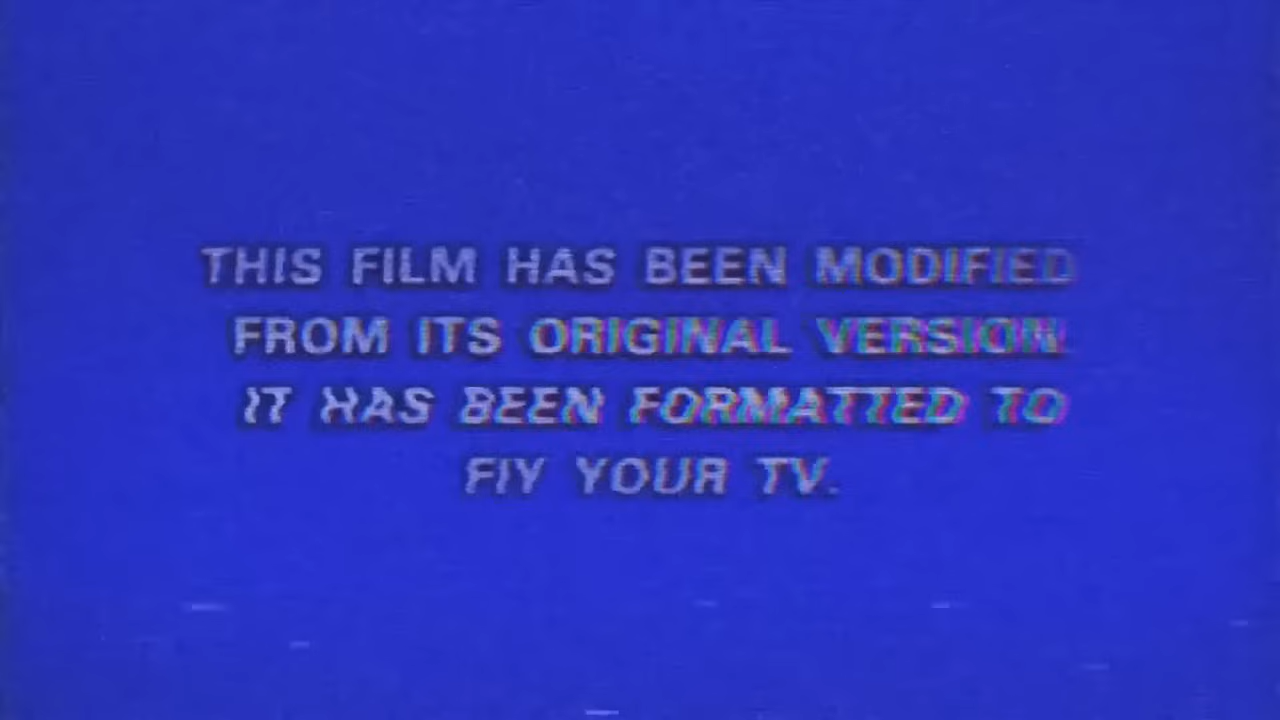 THIS FILM HAS BEEN MODIFIED
FROM ITS ORIGINAL VERSION
IT HAS BEEN FORMATTED TO
FIY YOUR TV.